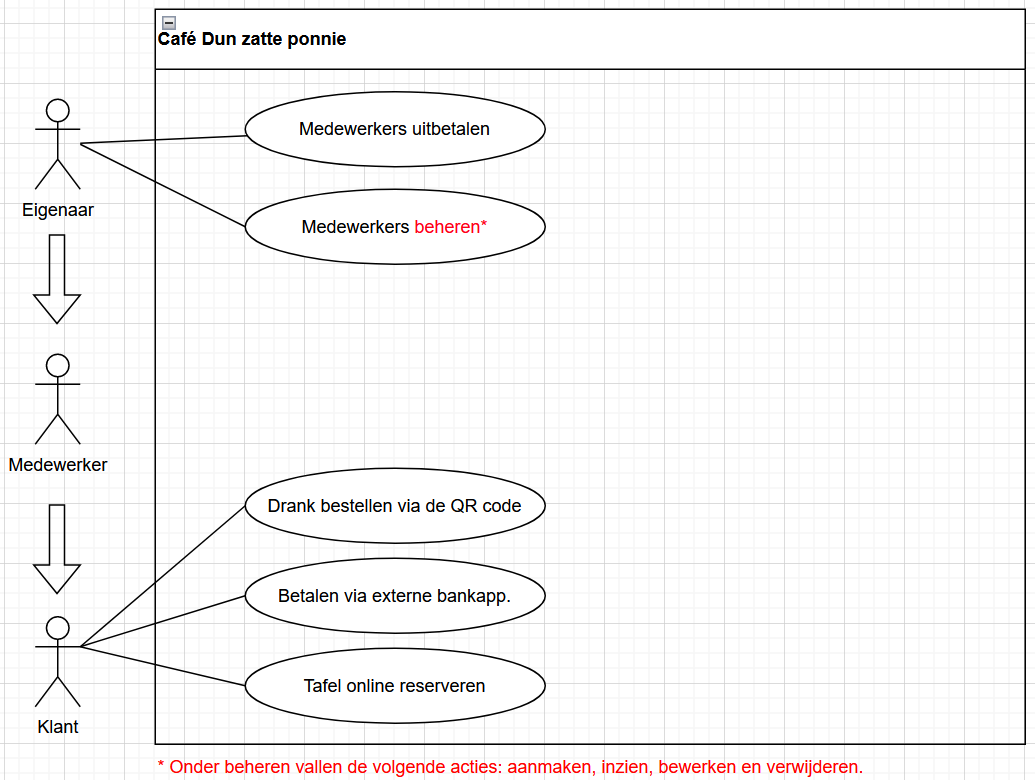 Café Dun zatte ponnie
Medewerkers uitbetalen
Eigenaar
Medewerkers beheren*
Medewerker
Drank bestellen via de QR code
Betalen via externe bankapp.
Tafel online reserveren
Klant
* Onder beheren vallen de volgende acties: aanmaken, inzien, bewerken en verwijderen.